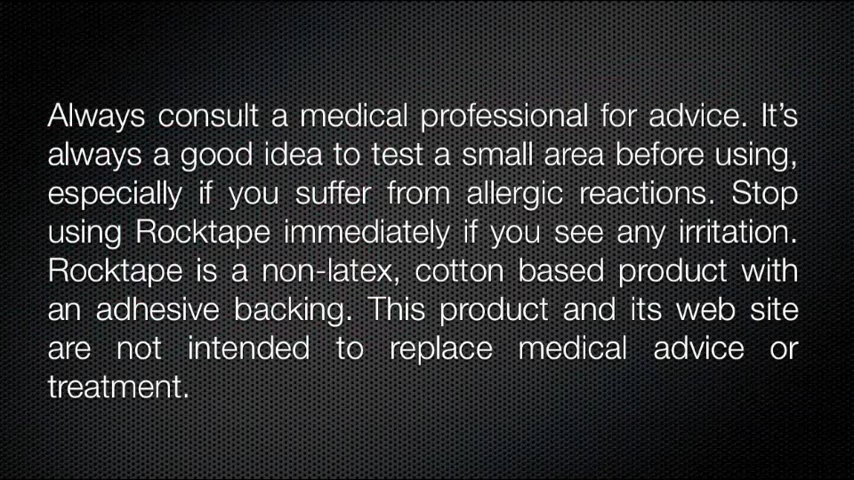 Always consult a medical professional for advice. It’s
always a good idea to test a small area before using,
especially if you suffer from allergic reactions. Stop
using Rocktape immediately if you see any irritation.
Rocktape is a non-latex, cotton based product with
an adhesive backing. This product and its web site
are not intended to replace medical advice or
treatment.